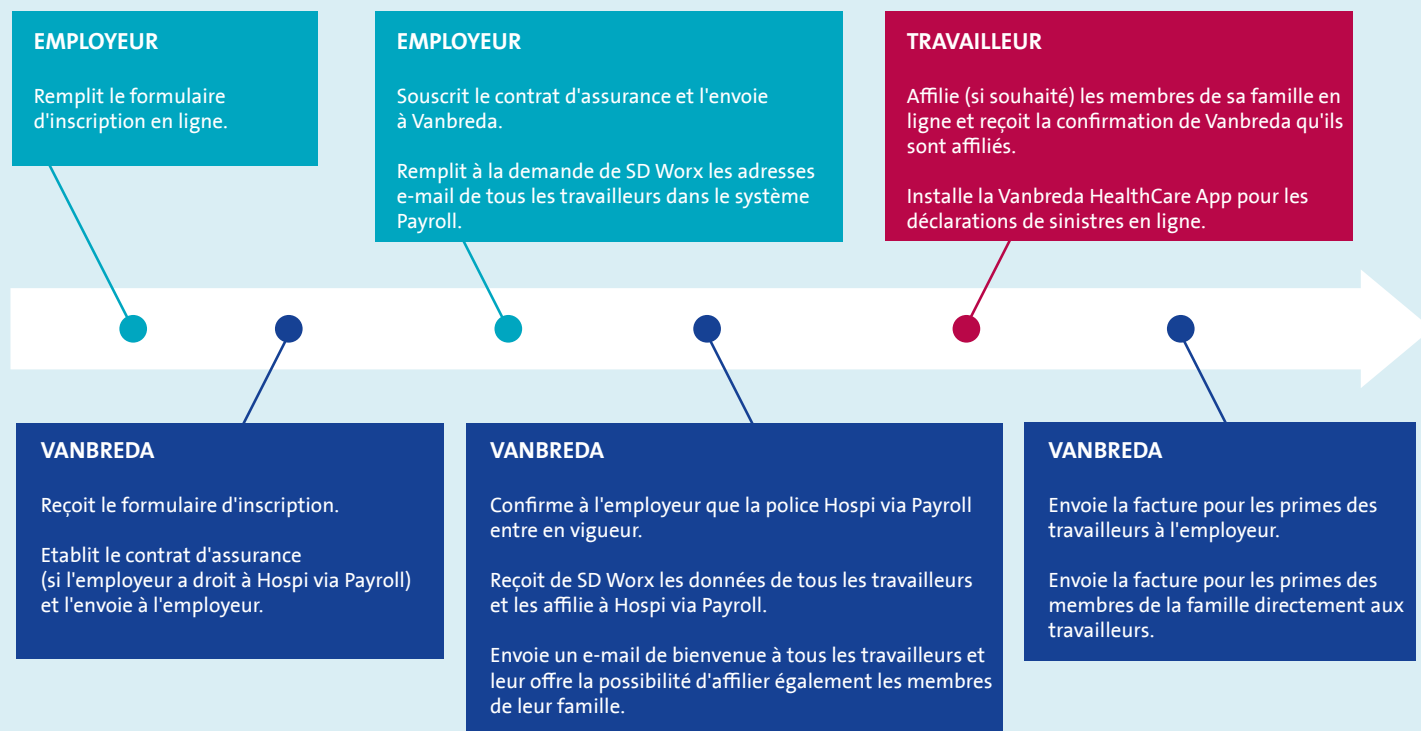 EMPLOYEUR
Remplit le formulaire
d'inscription en ligne.
EMPLOYEUR
Souscrit le contrat d'assurance et l'envoie
à Vanbreda.
Remplit à la demande de SD Worx les adresses
e-mail de tous les travailleurs dans le système
Payroll.
TRAVAILLEUR
Affilie (si souhaité) les membres de sa famille en
ligne et reçoit la confirmation de Vanbreda qu'ils
sont affiliés.
Installe la Vanbreda HealthCare App pour les
déclarations de sinistres en ligne.
VANBREDA
Reçoit le formulaire d'inscription.
Etablit le contrat d'assurance
(si l'employeur a droit à Hospi via Payroll)
et l'envoie à l'employeur.
VANBREDA
Confirme à l'employeur que la police Hospi via Payroll
entre en vigueur.
Reçoit de SD Worx les données de tous les travailleurs
et les affilie à Hospi via Payroll.
Envoie un e-mail de bienvenue à tous les travailleurs et
leur offre la possibilité d'affilier également les membres
de leur famille.
VANBREDA
Envoie la facture pour les primes des
travailleurs à l'employeur.
Envoie la facture pour les primes des
membres de la famille directement aux
travailleurs.